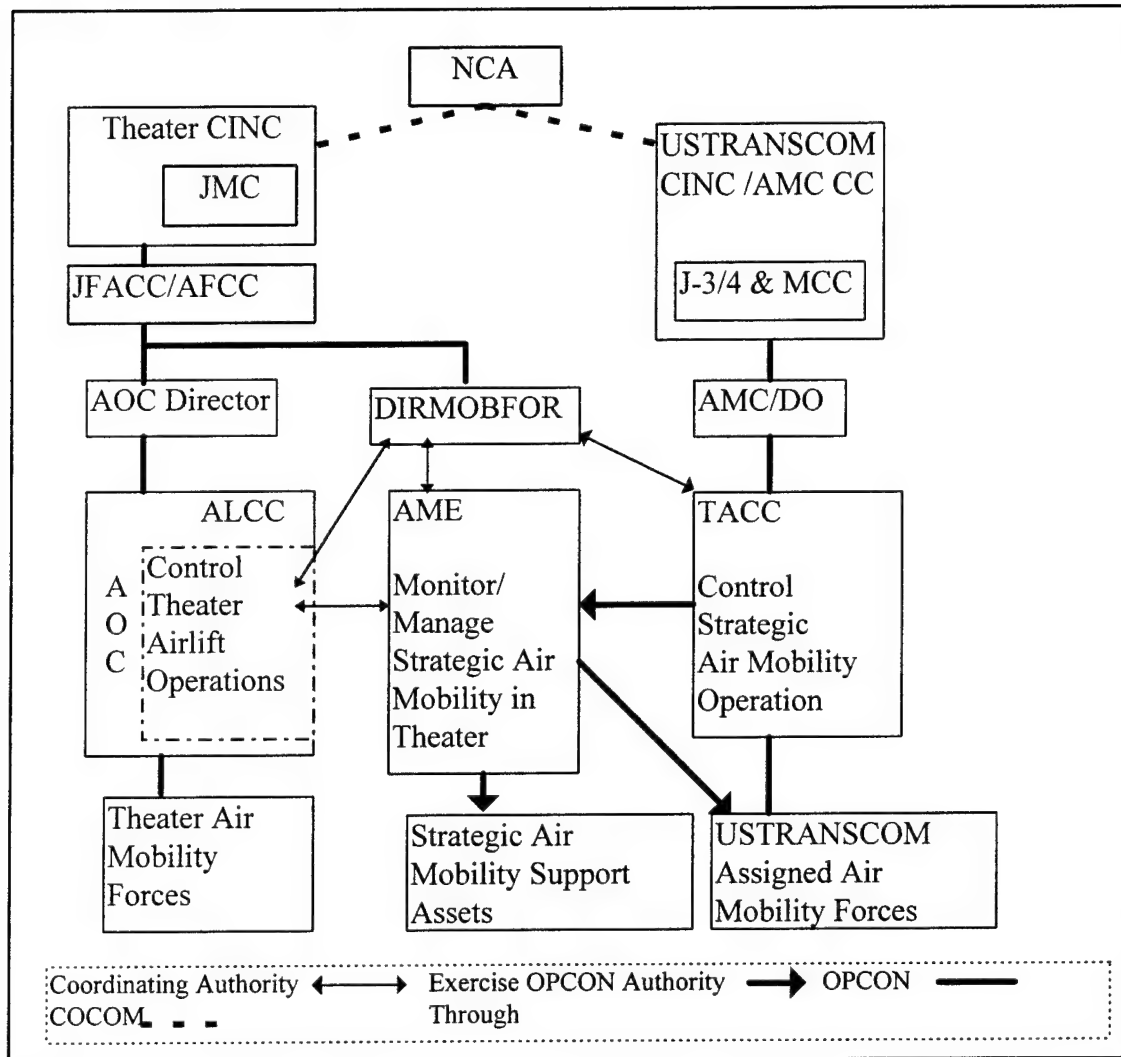 NCA
Theater CINC
JMC
USTRANSCOM
CINC /AMC CC
J-3/4 & MCC
JFACC/AFCC
AOC Director
DIRMOBFOR
AMC/DO
ALCC
A
O
C
Control
Theater
Airlift
Operations
AME
Monitor/
Manage
Strategic Air
Mobility in
Theater
TACC
Control
Strategic
Air Mobility
Operation
Theater Air
Mobility
Forces
Strategic Air
Mobility Support
Assets
USTRANSCOM
Assigned Air
Mobility Forces
Coordinating Authority
Exercise OPCON Authority
Through
OPCON
COCOM